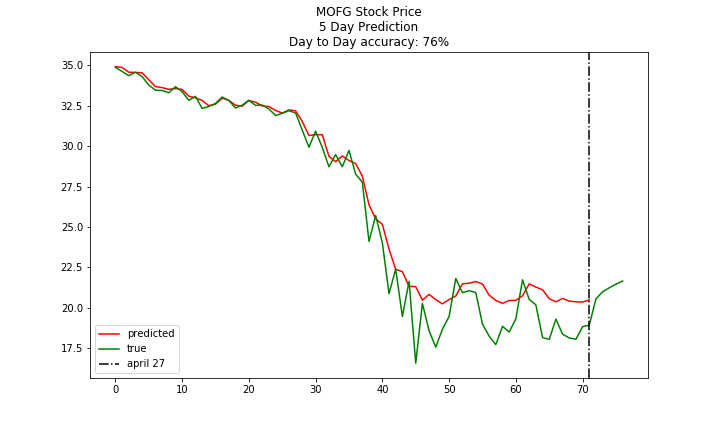 MOFG Stock Price
5 Day Prediction
Day to Day accuracy: 76%
35.0
32.5
30.0
27.5
25.0
22.5
20.0
17.5
predicted
true
april 27
0 10 20 30 40 50 60 70